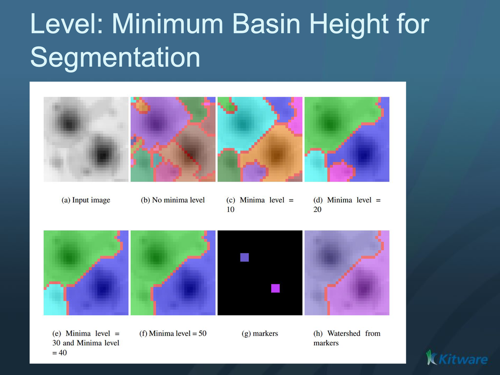 Level: Minimum Basin Height for
Segmentation
(a) Input image
(b) No minima level
(c) Minima level =
10
(d) Minima level =
20
(e) Minima level =
30 and Minima level
= 40
(f) Minima level = 50
(g) markers
(h) Watershed from
markers
Kitware